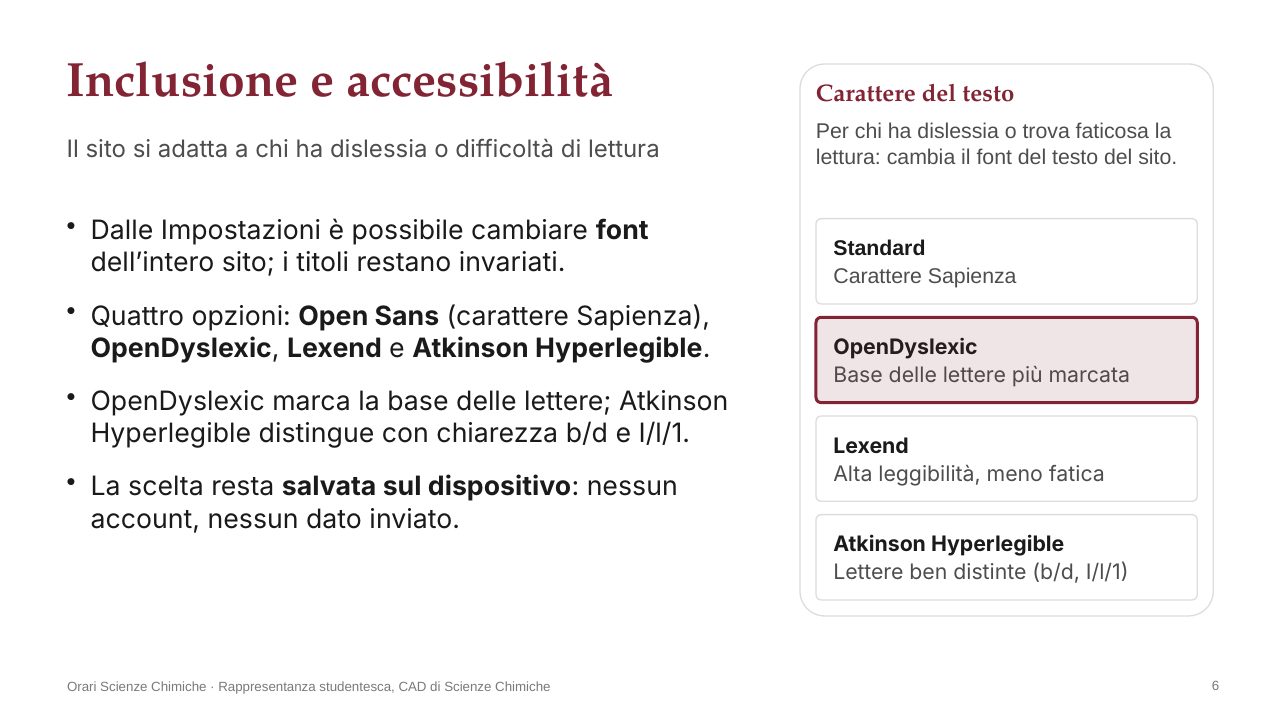 Inclusione e accessibilità
Il sito si adatta a chi ha dislessia o difficoltà di lettura
• Dalle Impostazioni è possibile cambiare font
dell’intero sito; i titoli restano invariati.
• Quattro opzioni: Open Sans (carattere Sapienza),
OpenDyslexic, Lexend e Atkinson Hyperlegible.
• OpenDyslexic marca la base delle lettere; Atkinson
Hyperlegible distingue con chiarezza b/d e I/l/1.
• La scelta resta salvata sul dispositivo: nessun
account, nessun dato inviato.
Carattere del testo
Per chi ha dislessia o trova faticosa la
lettura: cambia il font del testo del sito.
Standard
Carattere Sapienza
OpenDyslexic
Base delle lettere più marcata
Lexend
Alta leggibilità, meno fatica
Atkinson Hyperlegible
Lettere ben distinte (b/d, I/l/1)
Orari Scienze Chimiche · Rappresentanza studentesca, CAD di Scienze Chimiche
6